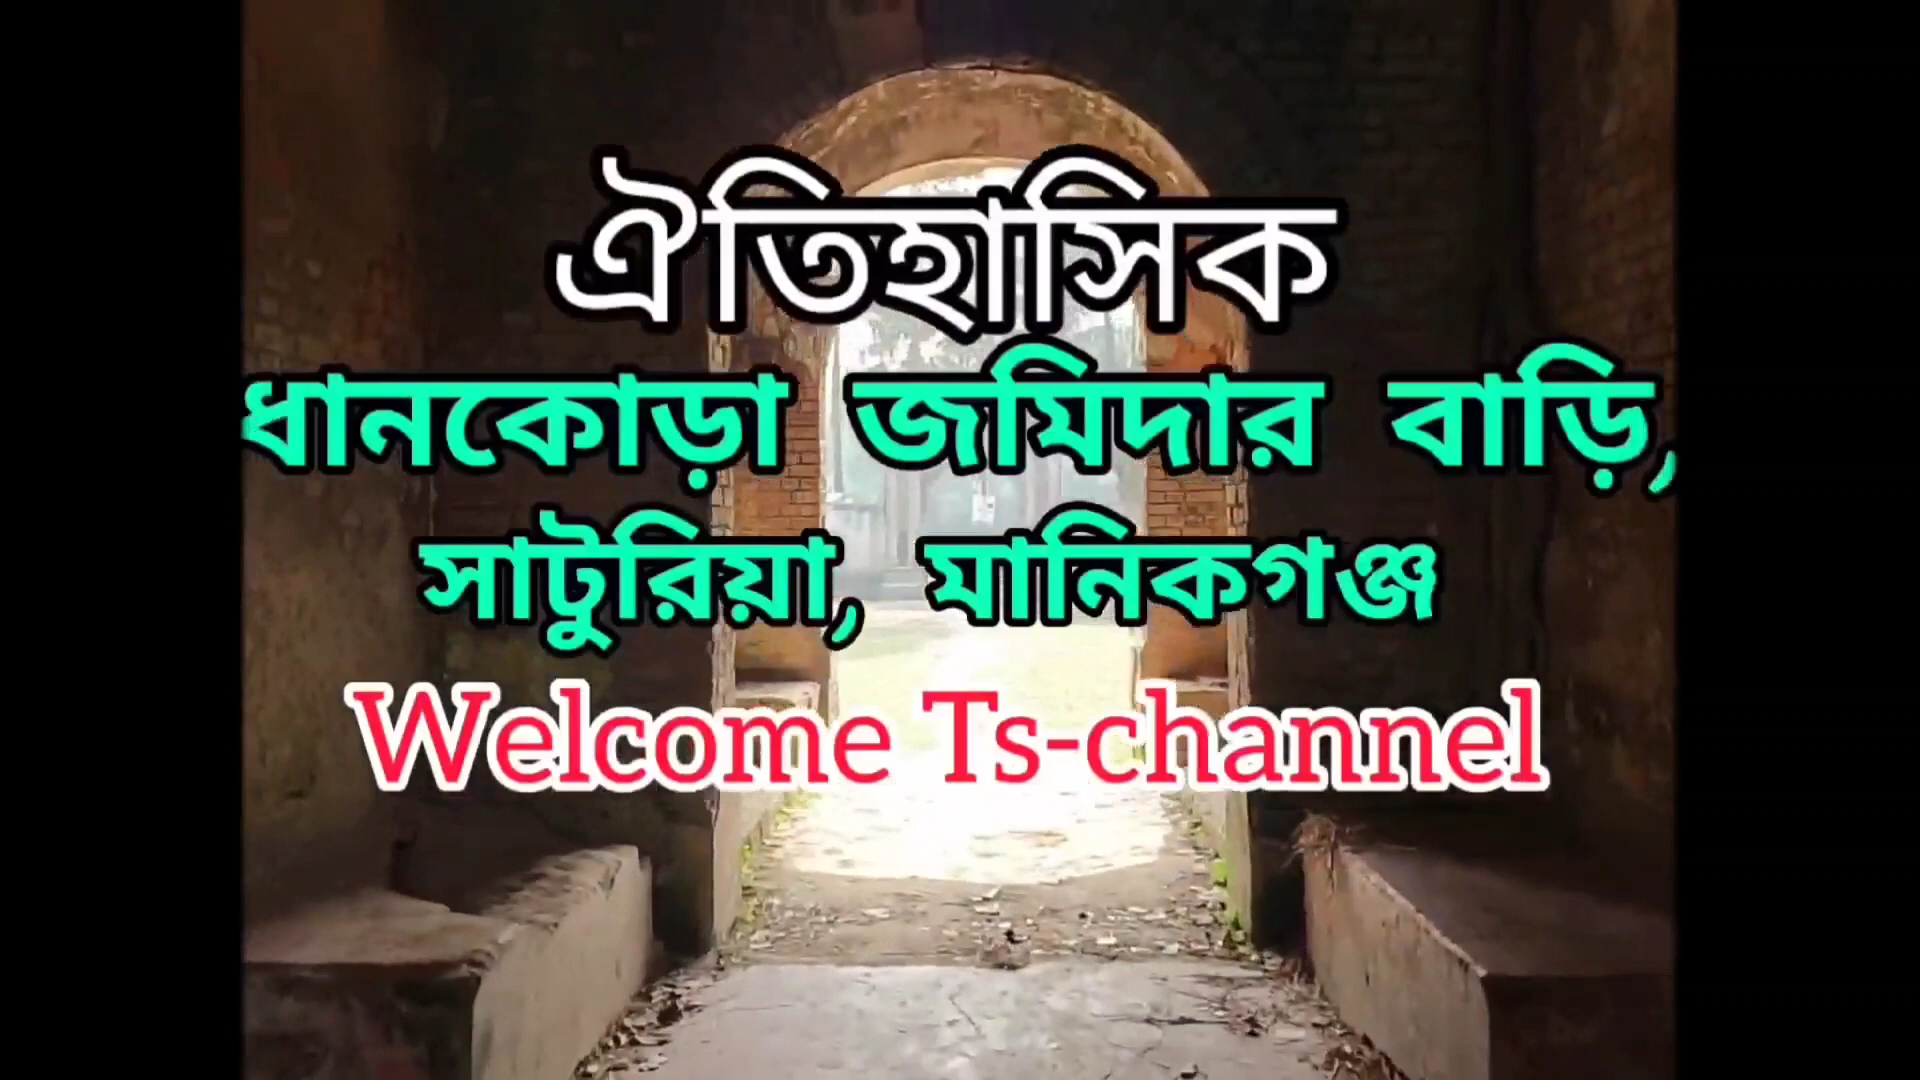 ঐতিহাসিক
ধানকোড়া জমিদার বাড়ি,
সাটুরিয়া, মানিকগঞ্জ
Welcome Ts-channel